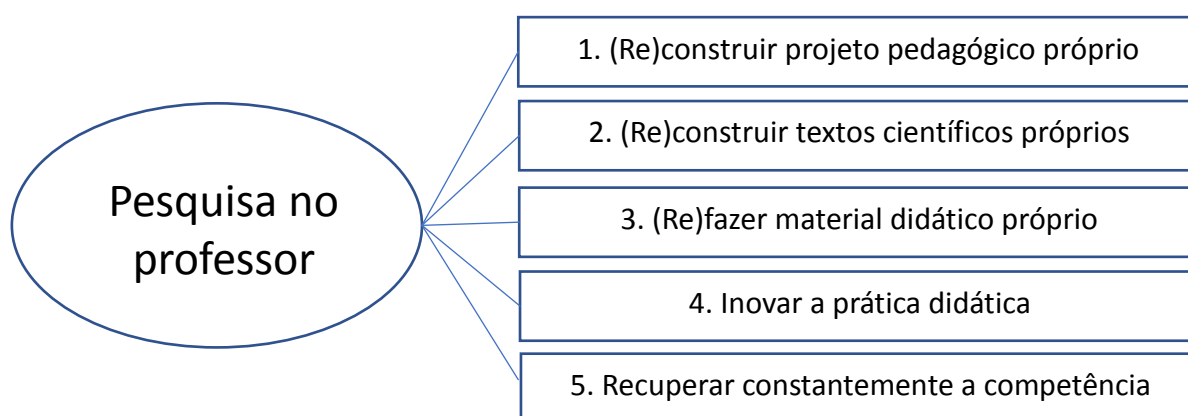 Pesquisa no
professor
1. (Re)construir projeto pedagógico próprio
2. (Re)construir textos científicos próprios
3. (Re)fazer material didático próprio
4. Inovar a prática didática
5. Recuperar constantemente a competência